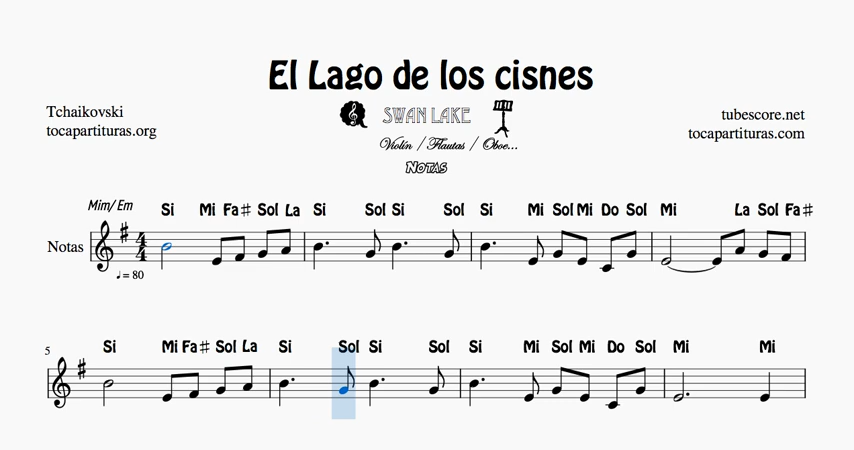 El Lago de los cisnes
Tchaikovski
tocapartituras.org
SWAN LAKE
Violín / Flautas / Oboe...
Notas
tubescore.net
tocapartituras.com
Mim/Em Si Mi Fa♯ Sol La Si Sol Si Sol Si Mi Sol Mi Do Sol Mi La Sol Fa♯
Notas 4 4
♩ = 80
5 Si Mi Fa♯ Sol La Si Sol Si Sol Si Mi Sol Mi Do Sol Mi Mi